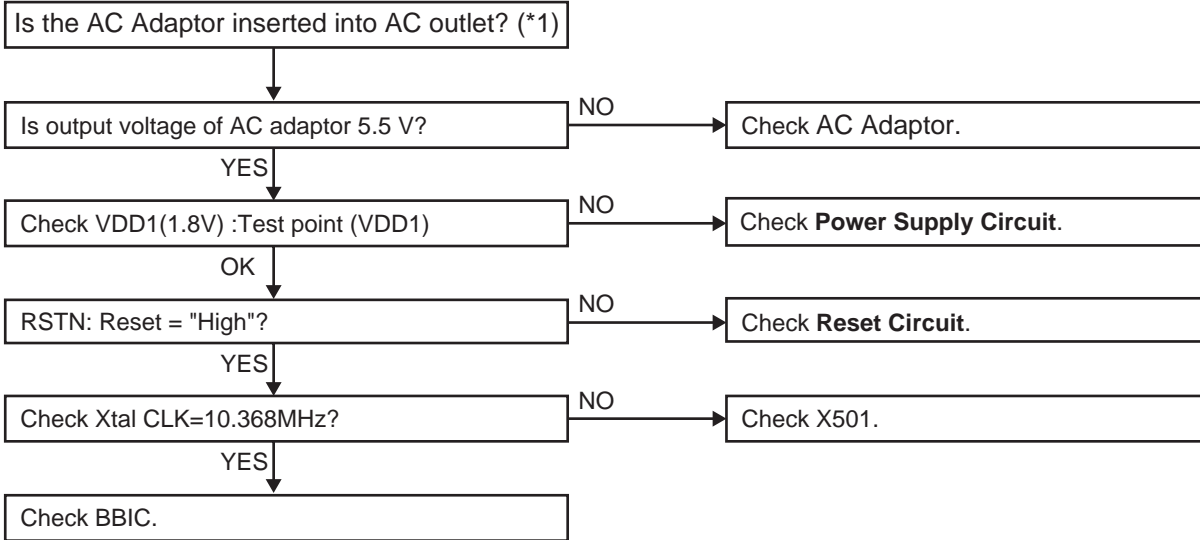 Is the AC Adaptor inserted into AC outlet? (*1)
Is output voltage of AC adaptor 5.5 V?
NO
Check AC Adaptor.
YES
Check VDD1(1.8V) :Test point (VDD1)
NO
Check Power Supply Circuit.
OK
RSTN: Reset = "High"?
NO
Check Reset Circuit.
YES
Check Xtal CLK=10.368MHz?
NO
Check X501.
YES
Check BBIC.